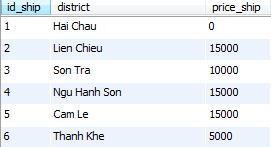 id_ship district price_ship
1 Hai Chau 0
2 Lien Chieu 15000
3 Son Tra 10000
4 Ngu Hanh Son 15000
5 Cam Le 15000
6 Thanh Khe 5000